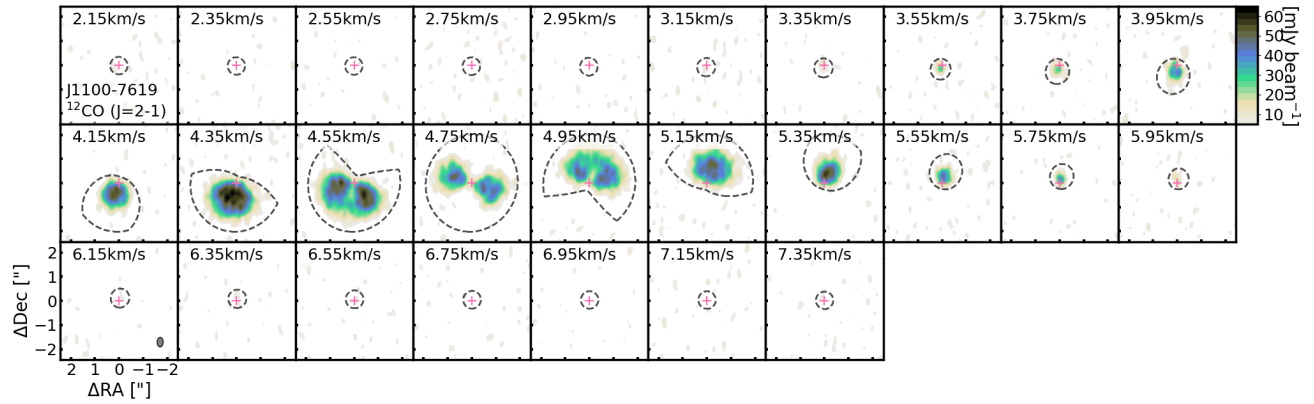 2.15km/s 2.35km/s 2.55km/s 2.75km/s 2.95km/s 3.15km/s 3.35km/s 3.55km/s 3.75km/s 3.95km/s
J1100-7619
¹²CO (J=2-1)
60
50
40
30
20
10
[mJy beam⁻¹]
4.15km/s 4.35km/s 4.55km/s 4.75km/s 4.95km/s 5.15km/s 5.35km/s 5.55km/s 5.75km/s 5.95km/s
6.15km/s 6.35km/s 6.55km/s 6.75km/s 6.95km/s 7.15km/s 7.35km/s
2
1
0
−1
−2
ΔDec ["]
2 1 0 −1 −2
ΔRA ["]